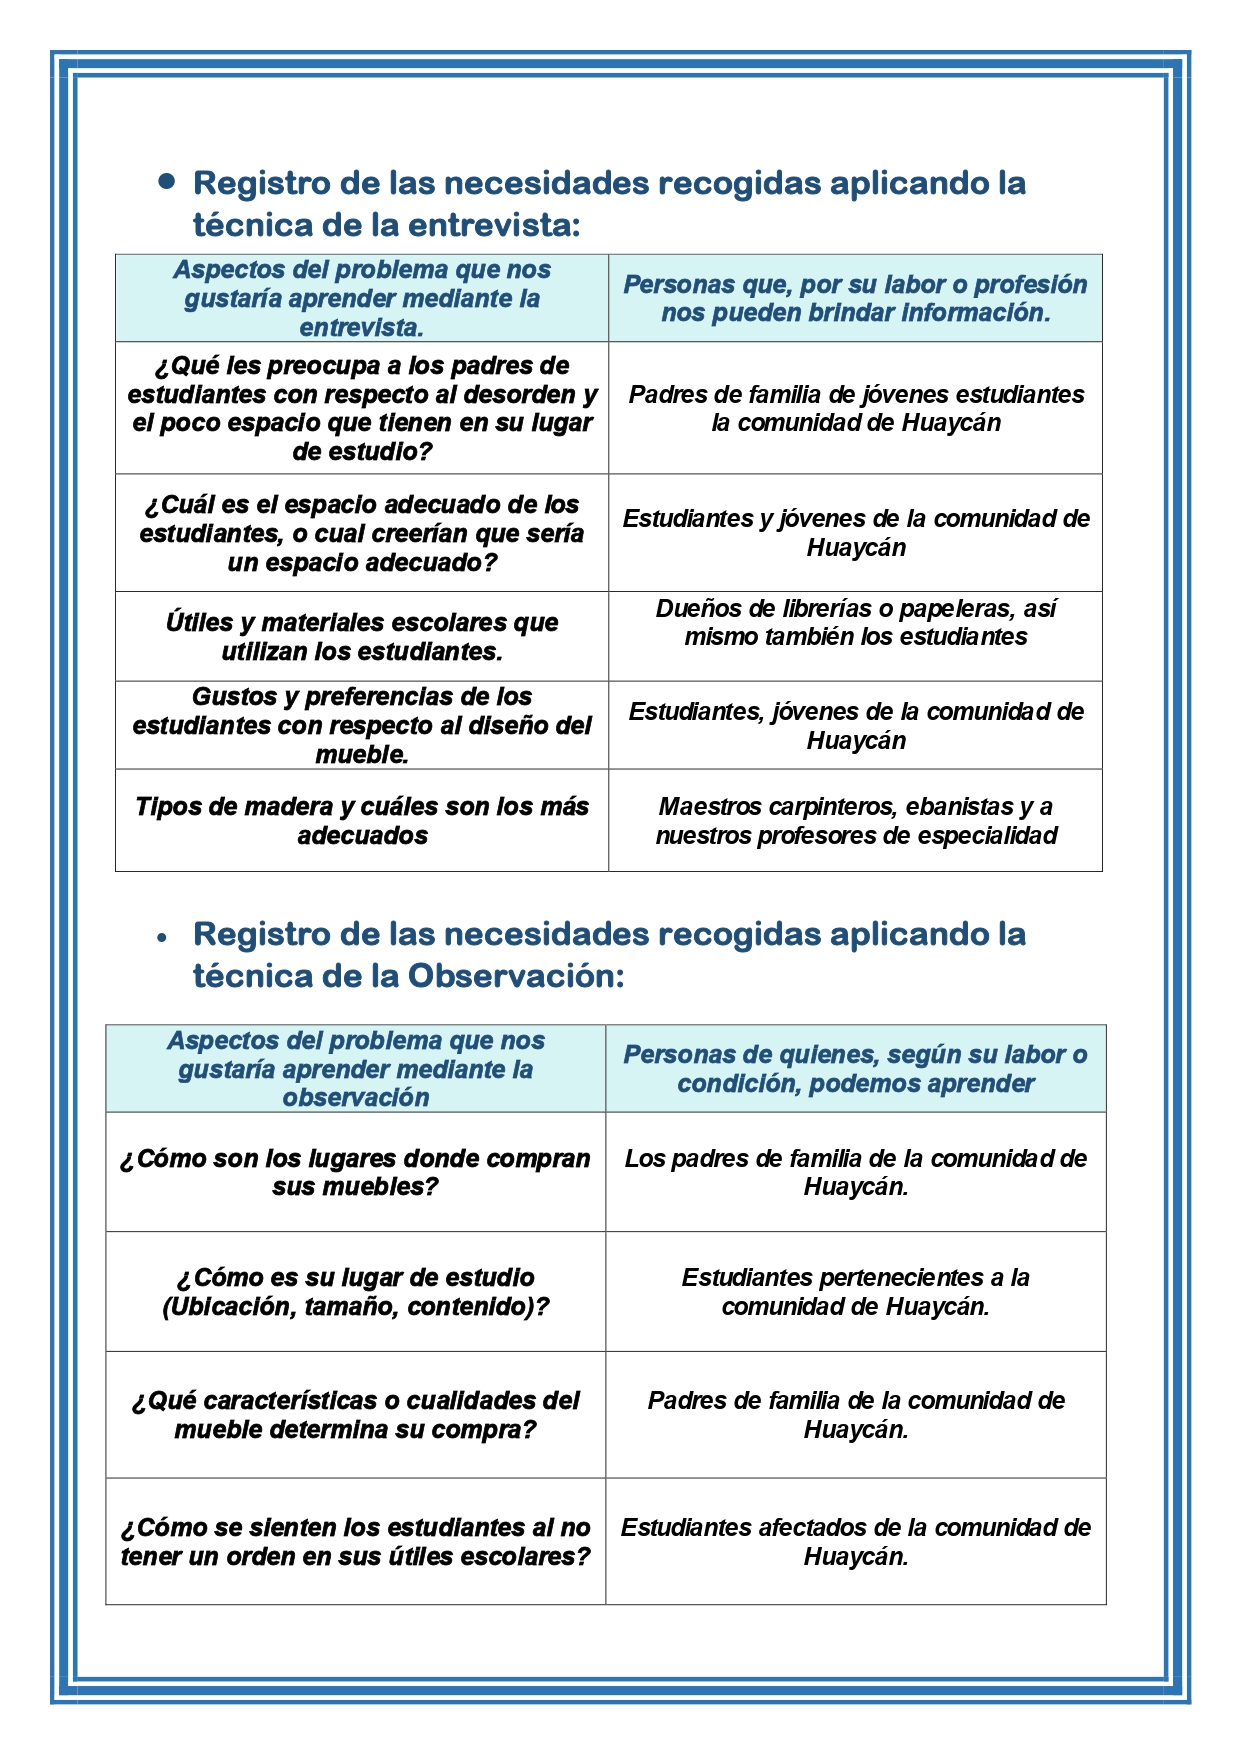 • Registro de las necesidades recogidas aplicando la
técnica de la entrevista:
Aspectos del problema que nos
gustaría aprender mediante la
entrevista.
Personas que, por su labor o profesión
nos pueden brindar información.
¿Qué les preocupa a los padres de
estudiantes con respecto al desorden y
el poco espacio que tienen en su lugar
de estudio?
Padres de familia de jóvenes estudiantes
la comunidad de Huaycán
¿Cuál es el espacio adecuado de los
estudiantes, o cual creerían que sería
un espacio adecuado?
Estudiantes y jóvenes de la comunidad de
Huaycán
Útiles y materiales escolares que
utilizan los estudiantes.
Dueños de librerías o papeleras, así
mismo también los estudiantes
Gustos y preferencias de los
estudiantes con respecto al diseño del
mueble.
Estudiantes, jóvenes de la comunidad de
Huaycán
Tipos de madera y cuáles son los más
adecuados
Maestros carpinteros, ebanistas y a
nuestros profesores de especialidad
• Registro de las necesidades recogidas aplicando la
técnica de la Observación:
Aspectos del problema que nos
gustaría aprender mediante la
observación
Personas de quienes, según su labor o
condición, podemos aprender
¿Cómo son los lugares donde compran
sus muebles?
Los padres de familia de la comunidad de
Huaycán.
¿Cómo es su lugar de estudio
(Ubicación, tamaño, contenido)?
Estudiantes pertenecientes a la
comunidad de Huaycán.
¿Qué características o cualidades del
mueble determina su compra?
Padres de familia de la comunidad de
Huaycán.
¿Cómo se sienten los estudiantes al no
tener un orden en sus útiles escolares?
Estudiantes afectados de la comunidad de
Huaycán.